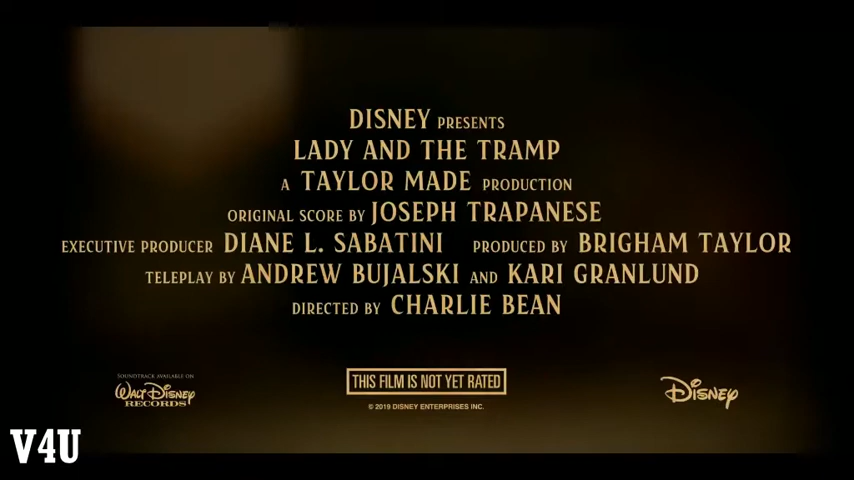 DISNEY PRESENTS
LADY AND THE TRAMP
A TAYLOR MADE PRODUCTION
ORIGINAL SCORE BY JOSEPH TRAPANESE
EXECUTIVE PRODUCER DIANE L. SABATINI PRODUCED BY BRIGHAM TAYLOR
TELEPLAY BY ANDREW BUJALSKI AND KARI GRANLUND
DIRECTED BY CHARLIE BEAN
SOUNDTRACK AVAILABLE ON
WALT DISNEY
RECORDS
THIS FILM IS NOT YET RATED
© 2019 DISNEY ENTERPRISES INC.
Disney
V4U